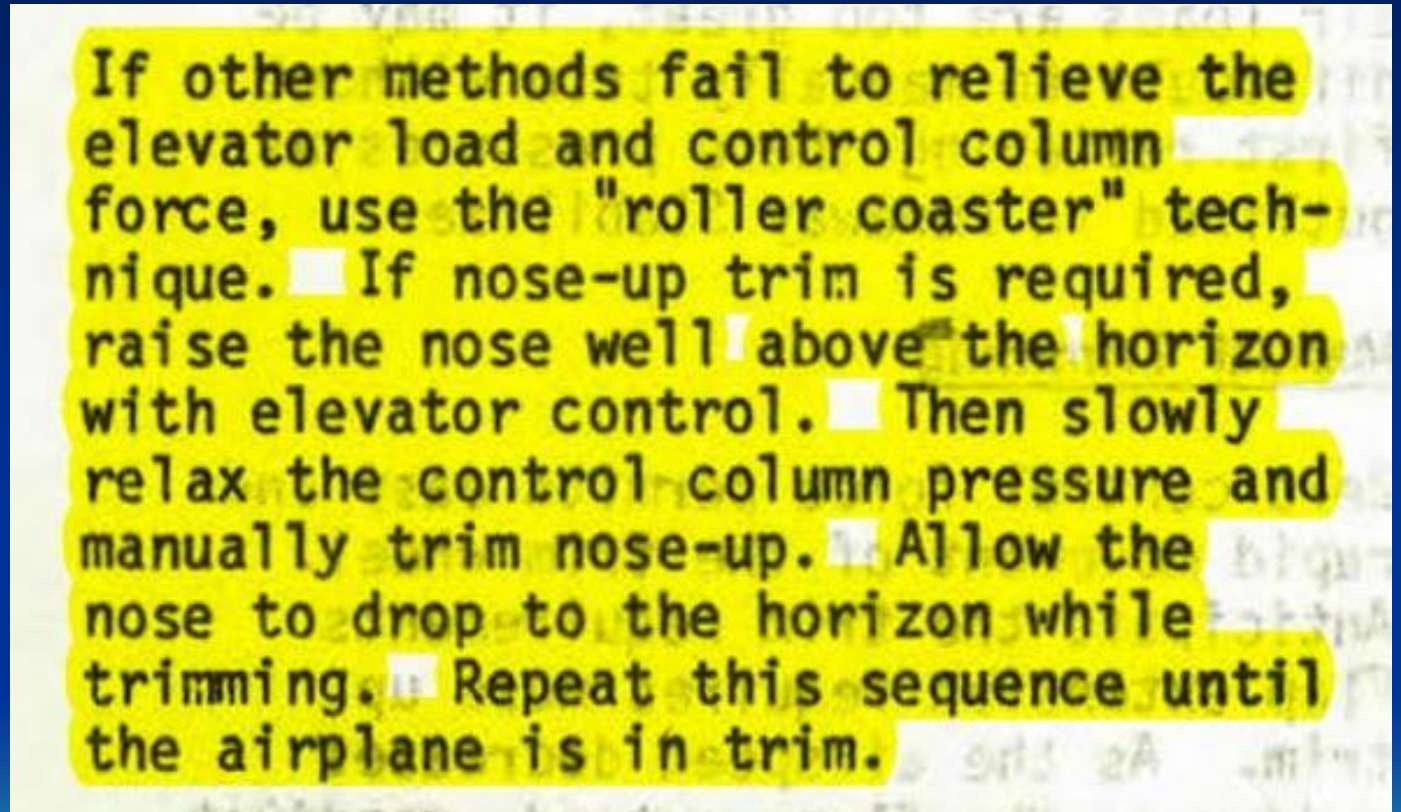 If other methods fail to relieve the
elevator load and control column
force, use the "roller coaster" tech-
nique. If nose-up trim is required,
raise the nose well above the horizon
with elevator control. Then slowly
relax the control column pressure and
manually trim nose-up. Allow the
nose to drop to the horizon while
trimming. Repeat this sequence until
the airplane is in trim.